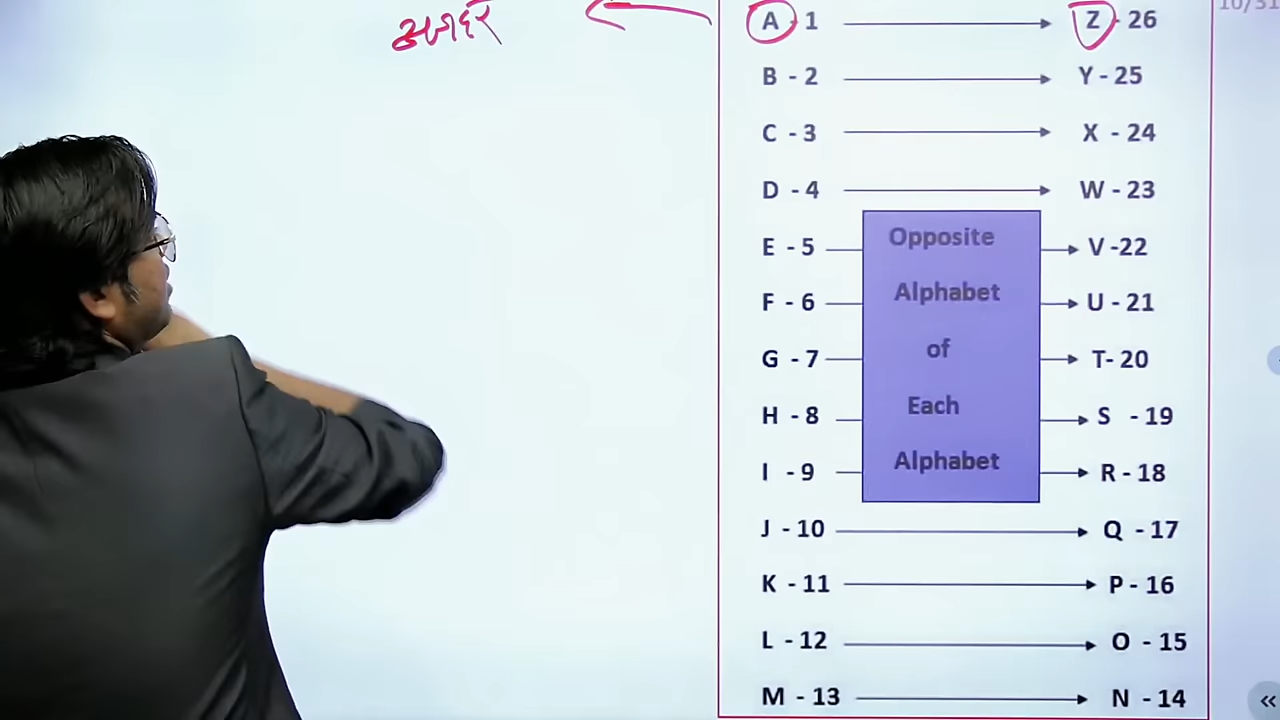 A - 1 Z - 26
B - 2 Y - 25
C - 3 X - 24
D - 4 W - 23
E - 5 V -22
F - 6 U - 21
G - 7 T- 20
H - 8 S - 19
I - 9 R - 18
J - 10 Q - 17
K - 11 P - 16
L - 12 O - 15
M - 13 N - 14
Opposite
Alphabet
of
Each
Alphabet